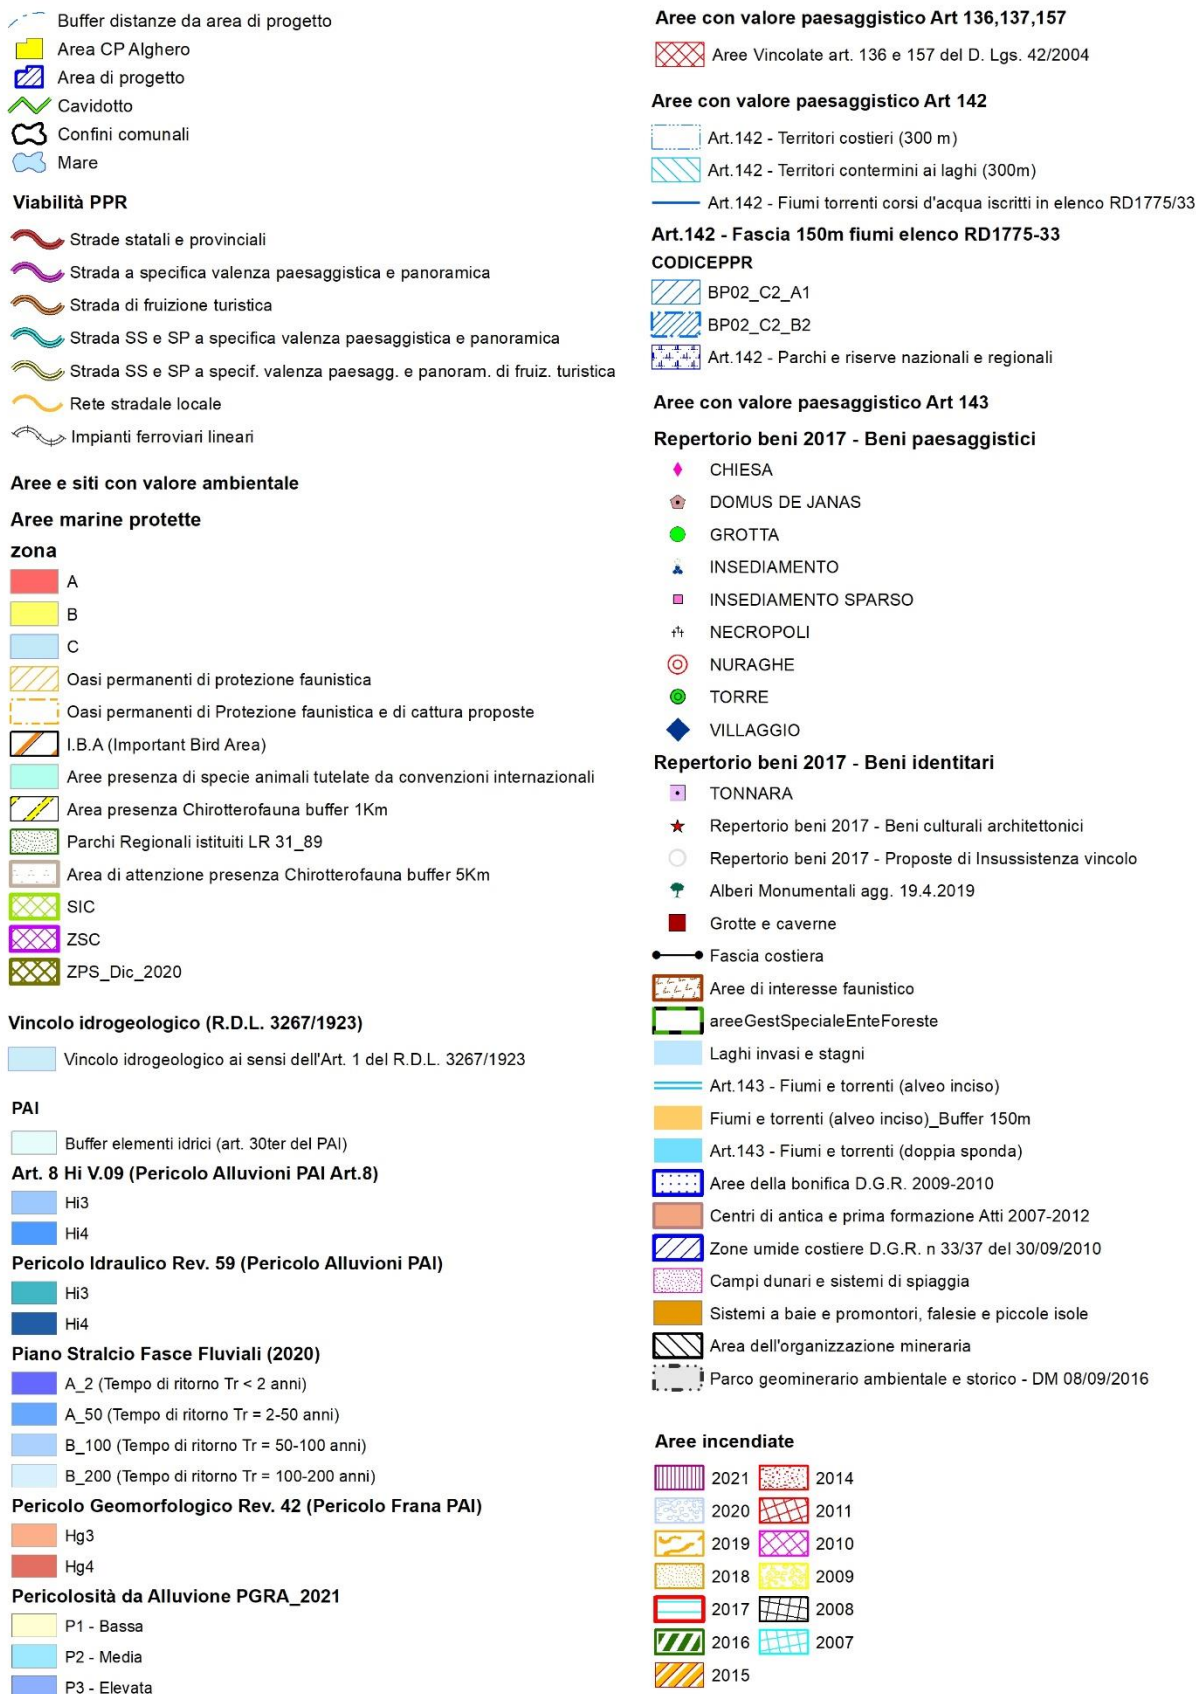 Buffer distanze da area di progetto
Area CP Alghero
Area di progetto
Cavidotto
Confini comunali
Mare
Viabilità PPR
Strade statali e provinciali
Strada a specifica valenza paesaggistica e panoramica
Strada di fruizione turistica
Strada SS e SP a specifica valenza paesaggistica e panoramica
Strada SS e SP a specif. valenza paesagg. e panoram. di fruiz. turistica
Rete stradale locale
Impianti ferroviari lineari
Aree e siti con valore ambientale
Aree marine protette
zona
A
B
C
Oasi permanenti di protezione faunistica
Oasi permanenti di Protezione faunistica e di cattura proposte
I.B.A (Important Bird Area)
Aree presenza di specie animali tutelate da convenzioni internazionali
Area presenza Chirotterofauna buffer 1Km
Parchi Regionali istituiti LR 31_89
Area di attenzione presenza Chirotterofauna buffer 5Km
SIC
ZSC
ZPS_Dic_2020
Vincolo idrogeologico (R.D.L. 3267/1923)
Vincolo idrogeologico ai sensi dell'Art. 1 del R.D.L. 3267/1923
PAI
Buffer elementi idrici (art. 30ter del PAI)
Art. 8 Hi V.09 (Pericolo Alluvioni PAI Art.8)
Hi3
Hi4
Pericolo Idraulico Rev. 59 (Pericolo Alluvioni PAI)
Hi3
Hi4
Piano Stralcio Fasce Fluviali (2020)
A_2 (Tempo di ritorno Tr < 2 anni)
A_50 (Tempo di ritorno Tr = 2-50 anni)
B_100 (Tempo di ritorno Tr = 50-100 anni)
B_200 (Tempo di ritorno Tr = 100-200 anni)
Pericolo Geomorfologico Rev. 42 (Pericolo Frana PAI)
Hg3
Hg4
Pericolosità da Alluvione PGRA_2021
P1 - Bassa
P2 - Media
P3 - Elevata
Aree con valore paesaggistico Art 136,137,157
Aree Vincolate art. 136 e 157 del D. Lgs. 42/2004
Aree con valore paesaggistico Art 142
Art.142 - Territori costieri (300 m)
Art.142 - Territori contermini ai laghi (300m)
Art.142 - Fiumi torrenti corsi d'acqua iscritti in elenco RD1775/33
Art.142 - Fascia 150m fiumi elenco RD1775-33
CODICEPPR
BP02_C2_A1
BP02_C2_B2
Art.142 - Parchi e riserve nazionali e regionali
Aree con valore paesaggistico Art 143
Repertorio beni 2017 - Beni paesaggistici
CHIESA
DOMUS DE JANAS
GROTTA
INSEDIAMENTO
INSEDIAMENTO SPARSO
NECROPOLI
NURAGHE
TORRE
VILLAGGIO
Repertorio beni 2017 - Beni identitari
TONNARA
Repertorio beni 2017 - Beni culturali architettonici
Repertorio beni 2017 - Proposte di Insussistenza vincolo
Alberi Monumentali agg. 19.4.2019
Grotte e caverne
Fascia costiera
Aree di interesse faunistico
areeGestSpecialeEnteForeste
Laghi invasi e stagni
Art.143 - Fiumi e torrenti (alveo inciso)
Fiumi e torrenti (alveo inciso)_Buffer 150m
Art.143 - Fiumi e torrenti (doppia sponda)
Aree della bonifica D.G.R. 2009-2010
Centri di antica e prima formazione Atti 2007-2012
Zone umide costiere D.G.R. n 33/37 del 30/09/2010
Campi dunari e sistemi di spiaggia
Sistemi a baie e promontori, falesie e piccole isole
Area dell'organizzazione mineraria
Parco geominerario ambientale e storico - DM 08/09/2016
Aree incendiate
2021 2014
2020 2011
2019 2010
2018 2009
2017 2008
2016 2007
2015